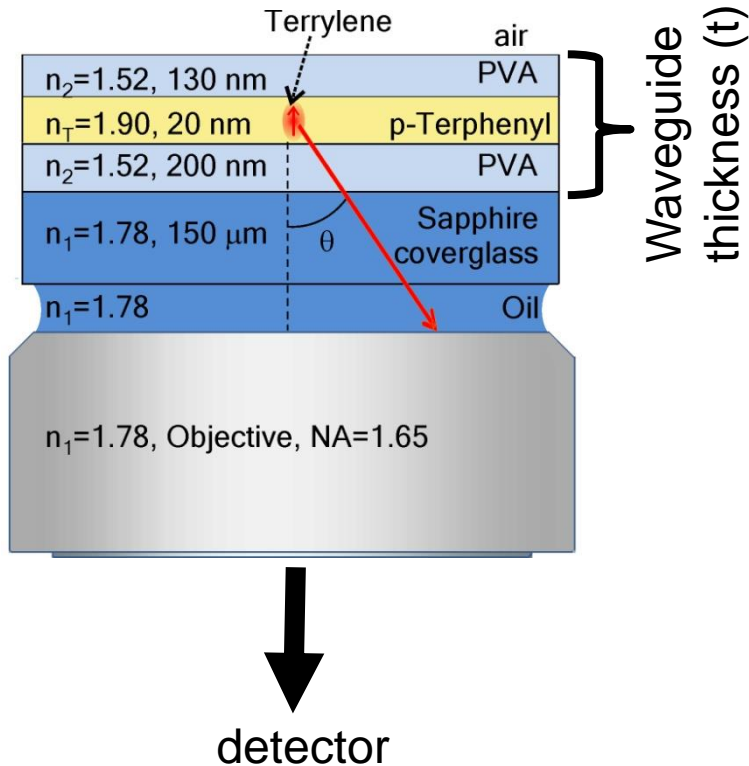 Terrylene
air
n₂=1.52, 130 nm PVA
n_T=1.90, 20 nm p-Terphenyl
n₂=1.52, 200 nm PVA
n₁=1.78, 150 μm
θ
Sapphire
coverglass
n₁=1.78 Oil
n₁=1.78, Objective, NA=1.65
detector
Waveguide
thickness (t)